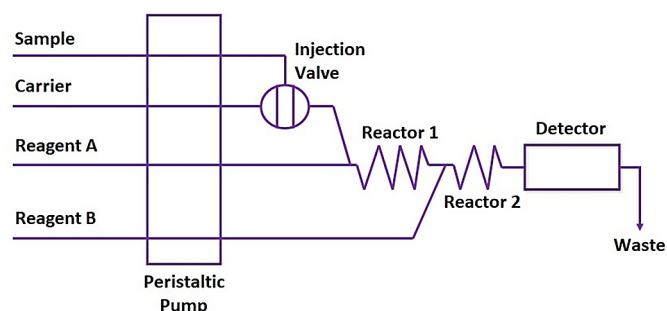 Sample
Injection
Valve
Carrier
Reactor 1
Detector
Reagent A
Reactor 2
Reagent B
Waste
Peristaltic
Pump